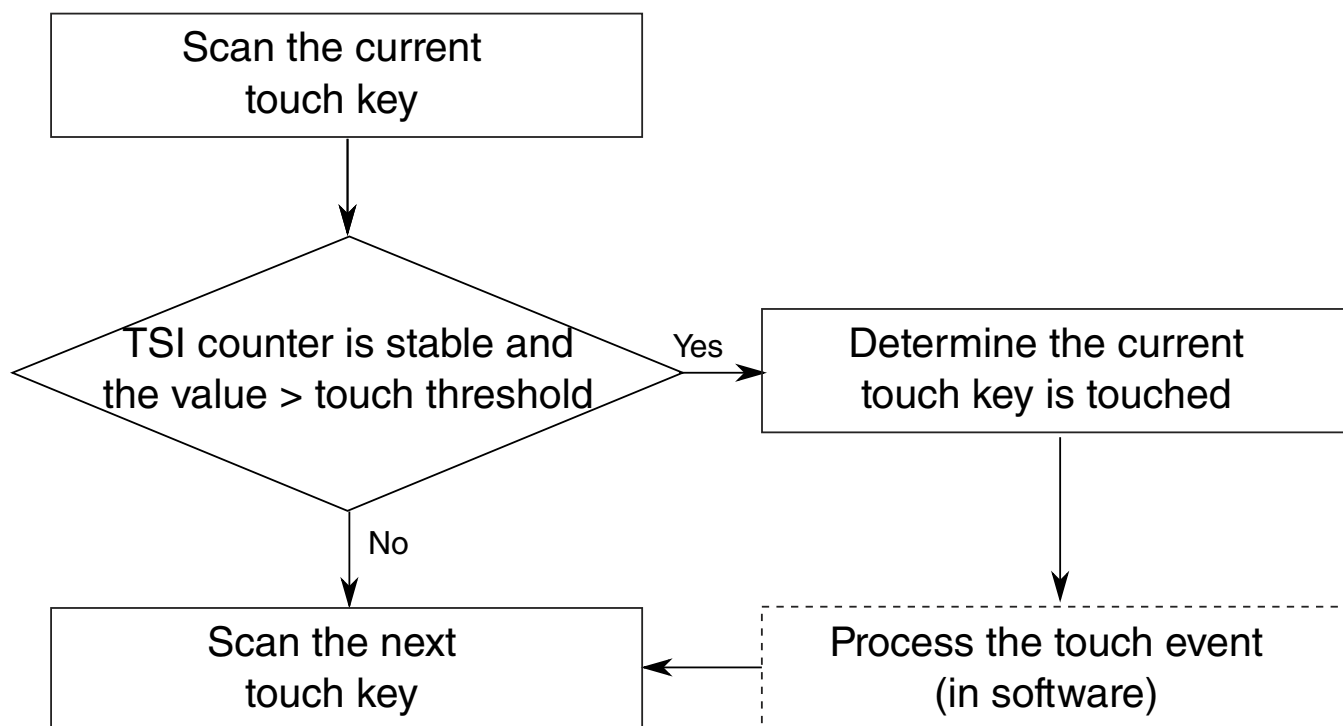 Scan the current
touch key
TSI counter is stable and
the value > touch threshold
Yes
Determine the current
touch key is touched
No
Scan the next
touch key
Process the touch event
(in software)